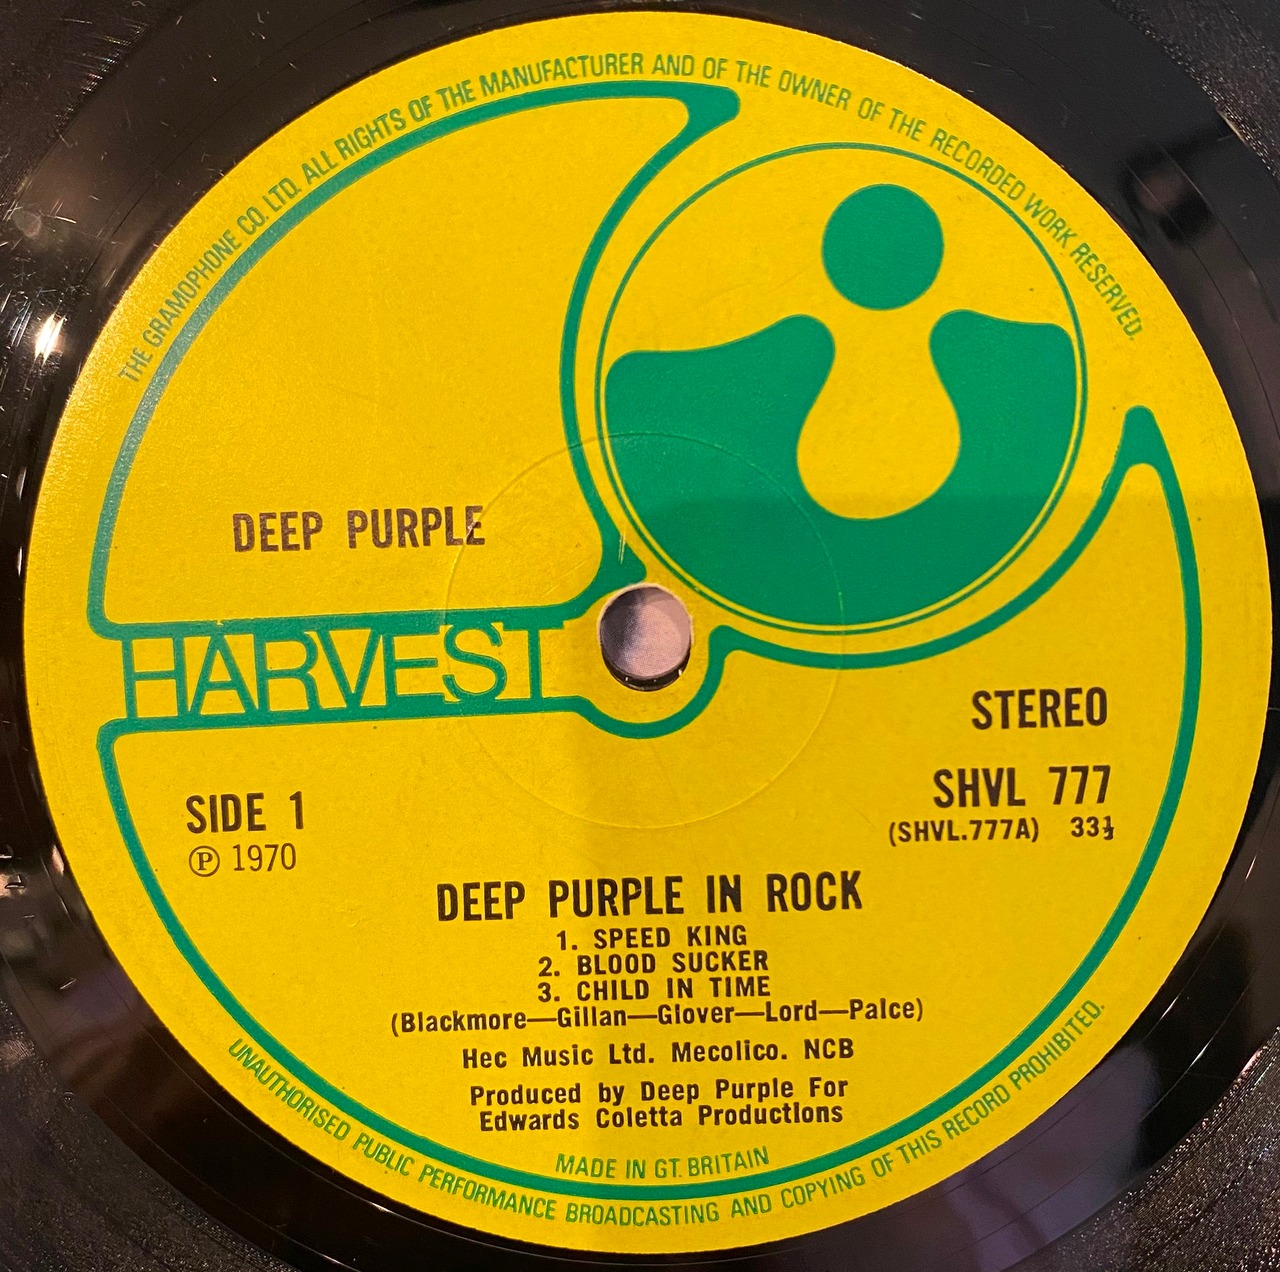 THE GRAMOPHONE CO. LTD. ALL RIGHTS OF THE MANUFACTURER AND OF THE OWNER OF THE RECORDED WORK RESERVED.
DEEP PURPLE
HARVEST
STEREO
SHVL 777
(SHVL.777A) 33⅓
SIDE 1
℗ 1970
DEEP PURPLE IN ROCK
1. SPEED KING
2. BLOOD SUCKER
3. CHILD IN TIME
(Blackmore—Gillan—Glover—Lord—Palce)
Hec Music Ltd. Mecolico. NCB
Produced by Deep Purple For
Edwards Coletta Productions
MADE IN GT. BRITAIN
UNAUTHORISED PUBLIC PERFORMANCE BROADCASTING AND COPYING OF THIS RECORD PROHIBITED.